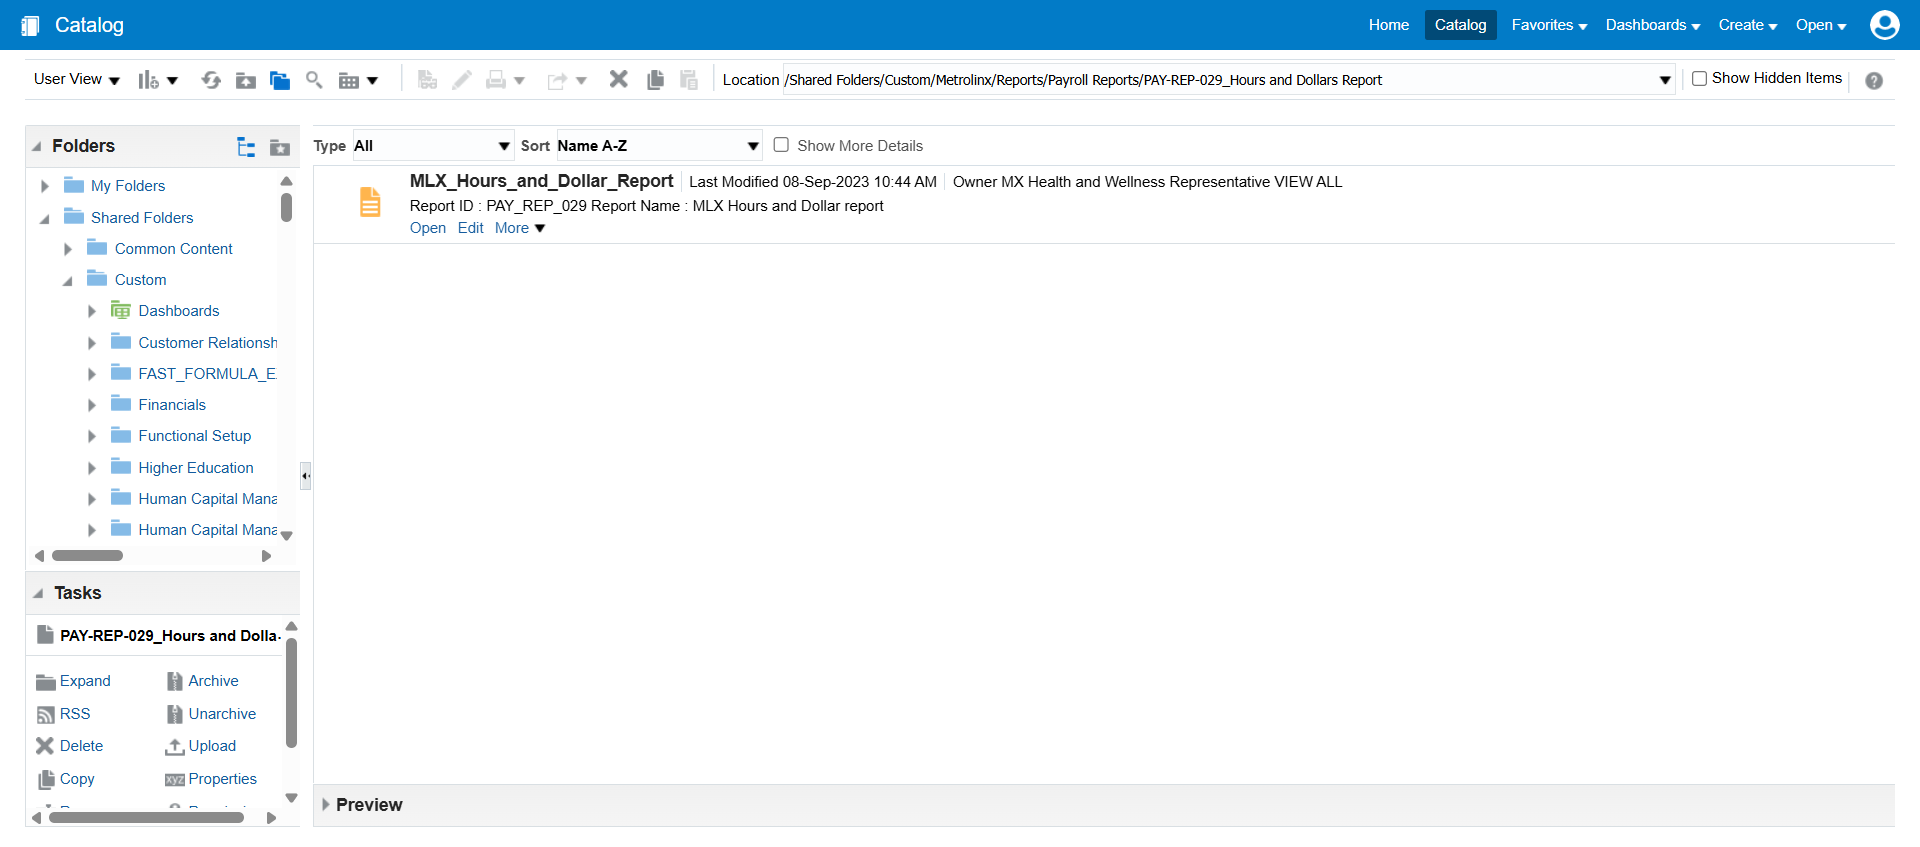 Catalog
Home Catalog Favorites Dashboards Create Open
User View
Location /Shared Folders/Custom/Metrolinx/Reports/Payroll Reports/PAY-REP-029_Hours and Dollars Report
Show Hidden Items
Folders
My Folders
Shared Folders
Common Content
Custom
Dashboards
Customer Relationsh
FAST_FORMULA_E
Financials
Functional Setup
Higher Education
Human Capital Mana
Human Capital Mana
Tasks
PAY-REP-029_Hours and Dolla
Expand Archive
RSS Unarchive
Delete Upload
Copy xyz Properties
Type All Sort Name A-Z Show More Details
MLX_Hours_and_Dollar_Report Last Modified 08-Sep-2023 10:44 AM Owner MX Health and Wellness Representative VIEW ALL
Report ID : PAY_REP_029 Report Name : MLX Hours and Dollar report
Open Edit More
Preview